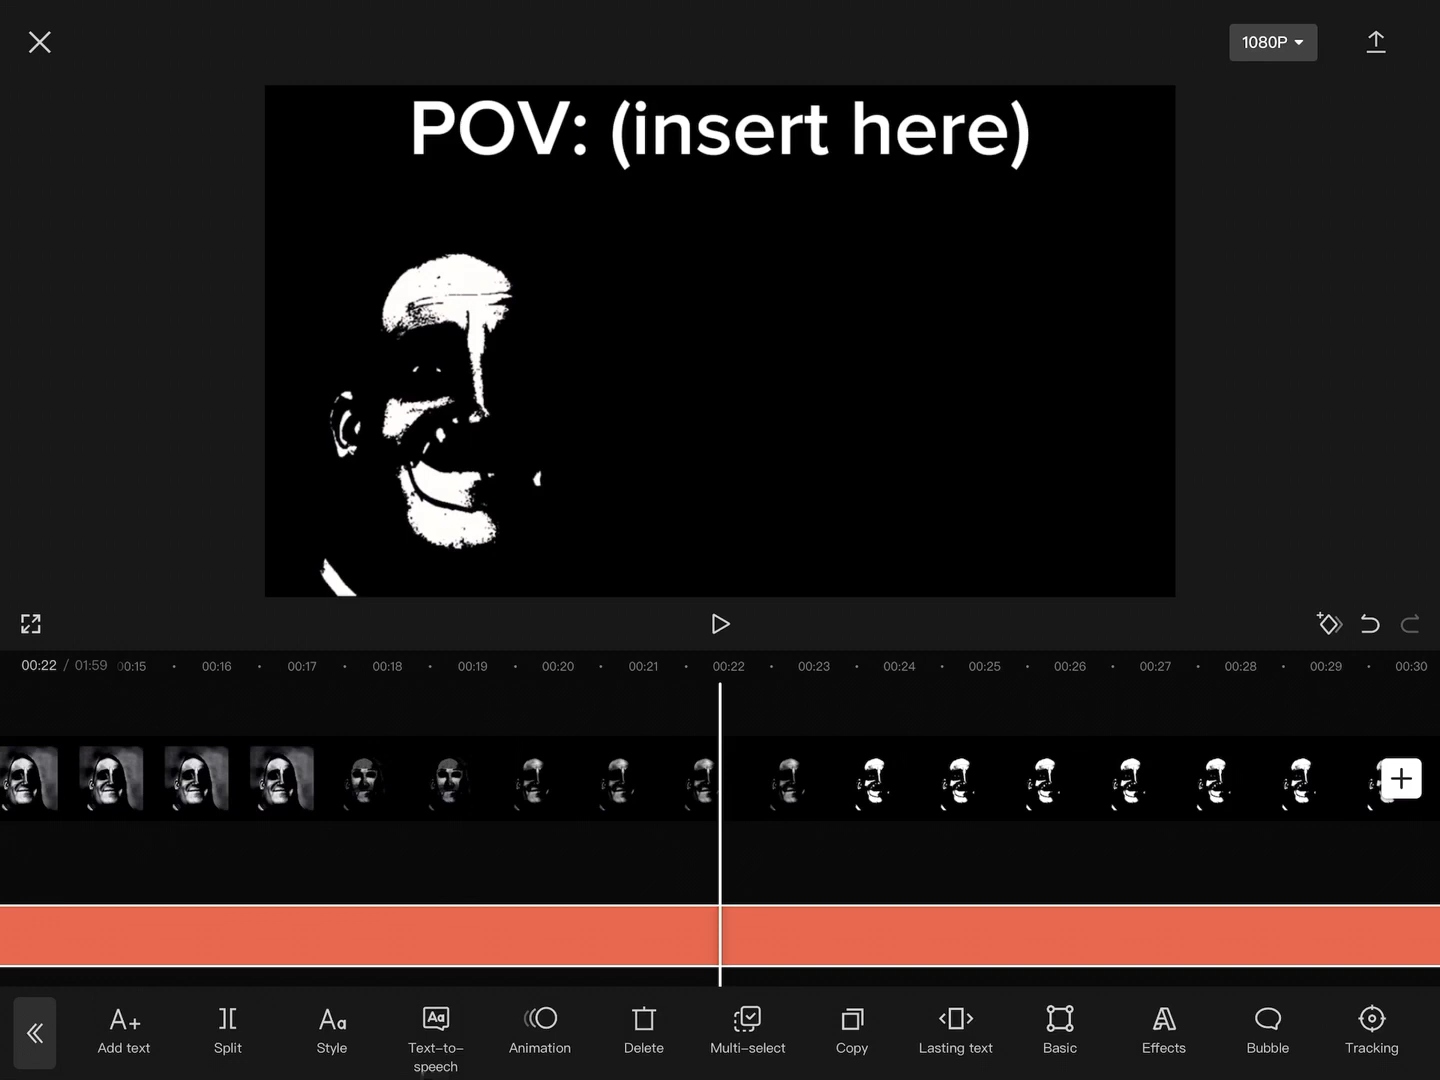 1080P
POV: (insert here)
00:22 / 01:59 00:15 00:16 00:17 00:18 00:19 00:20 00:21 00:22 00:23 00:24 00:25 00:26 00:27 00:28 00:29 00:30
Add text Split Style Text-to-speech Animation Delete Multi-select Copy Lasting text Basic Effects Bubble Tracking